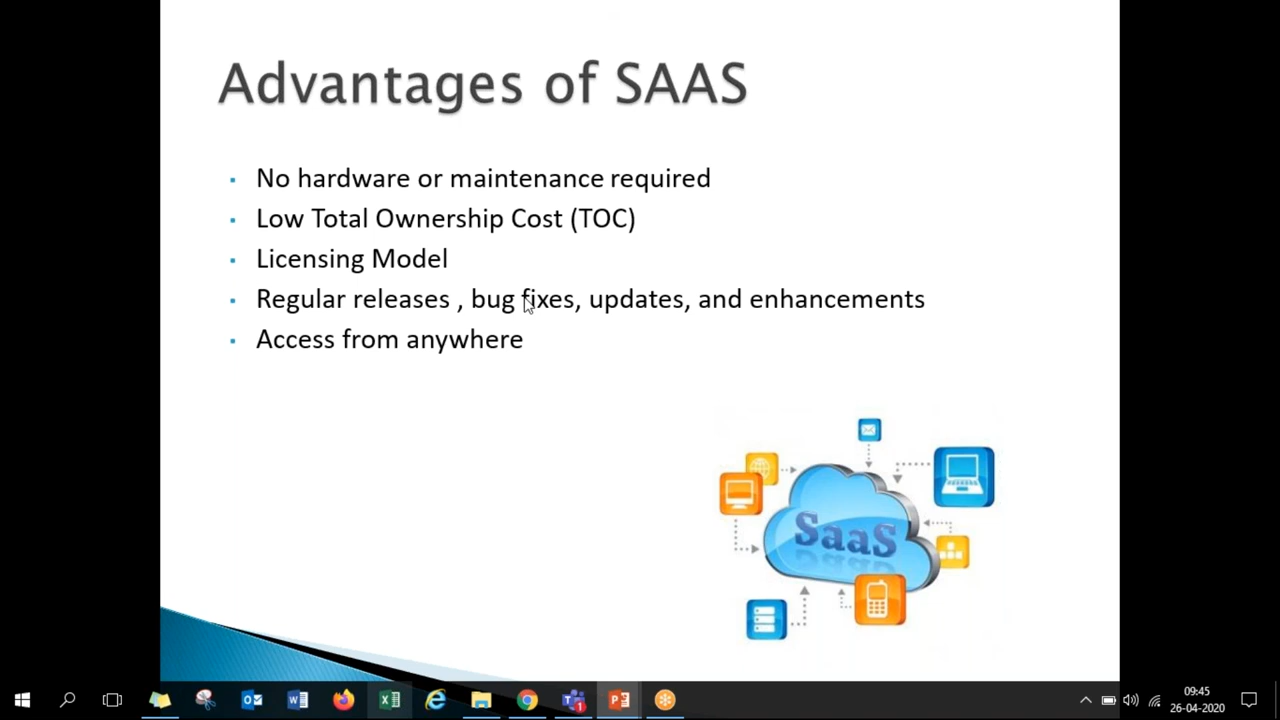 Advantages of SAAS
No hardware or maintenance required
Low Total Ownership Cost (TOC)
Licensing Model
Regular releases , bug fixes, updates, and enhancements
Access from anywhere
SaaS
1
09:45
26-04-2020